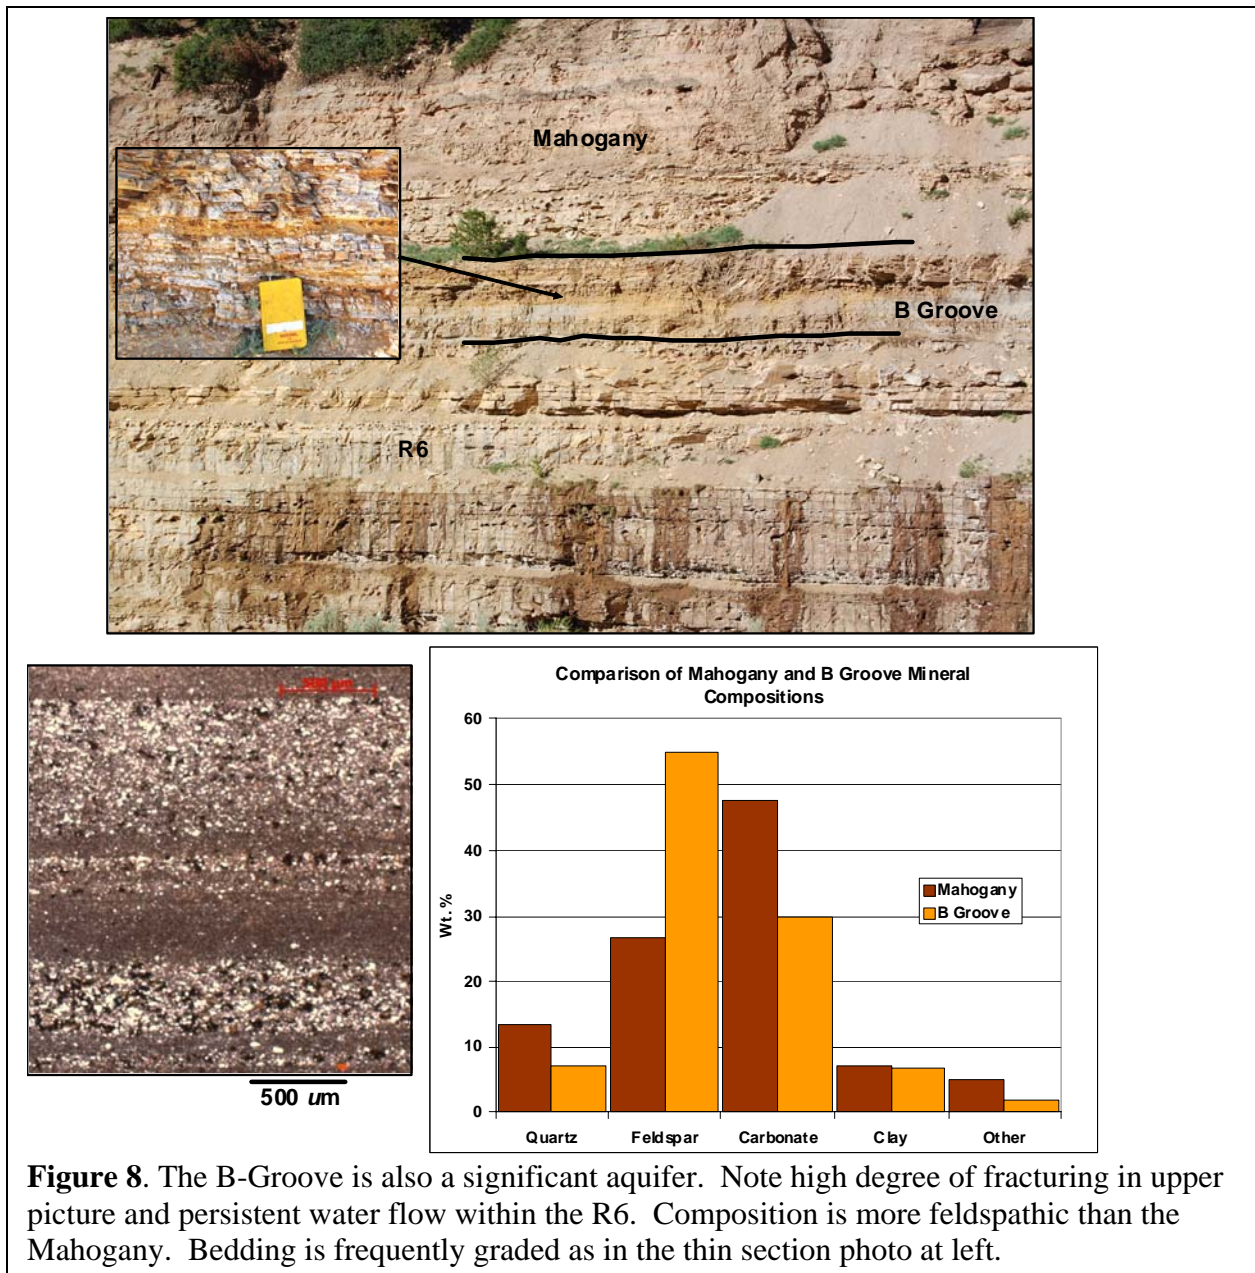 Mahogany
B Groove
R6
500 µm
500 um
Comparison of Mahogany and B Groove Mineral
Compositions
60
50
40
30
20
10
0
Wt. %
Mahogany
B Groove
Quartz
Feldspar
Carbonate
Clay
Other
Figure 8. The B-Groove is also a significant aquifer. Note high degree of fracturing in upper
picture and persistent water flow within the R6. Composition is more feldspathic than the
Mahogany. Bedding is frequently graded as in the thin section photo at left.